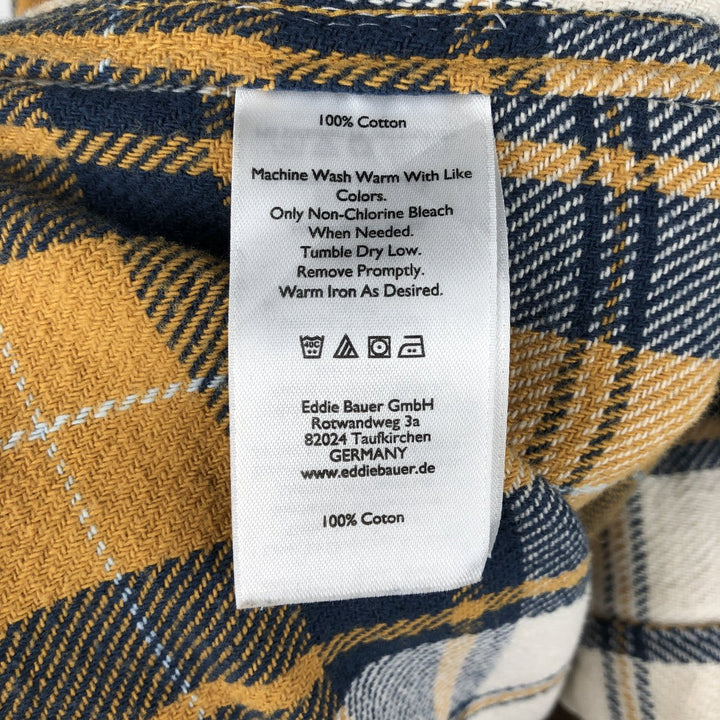 100% Cotton
Machine Wash Warm With Like
Colors.
Only Non-Chlorine Bleach
When Needed.
Tumble Dry Low.
Remove Promptly.
Warm Iron As Desired.
40C
Eddie Bauer GmbH
Rotwandweg 3a
82024 Taufkirchen
GERMANY
www.eddiebauer.de
100% Coton